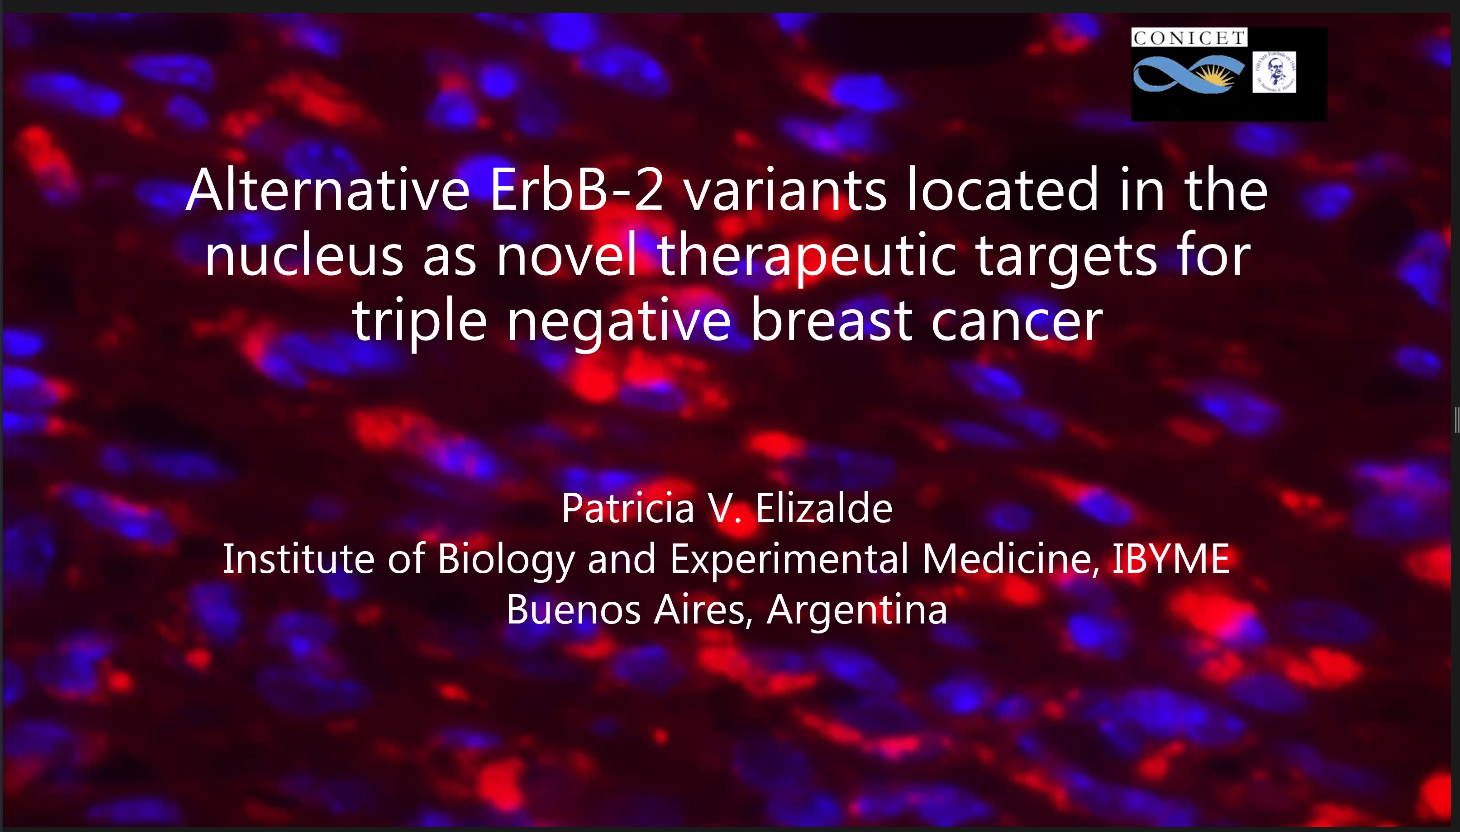 CONICET
Alternative ErbB-2 variants located in the
nucleus as novel therapeutic targets for
triple negative breast cancer
Patricia V. Elizalde
Institute of Biology and Experimental Medicine, IBYME
Buenos Aires, Argentina